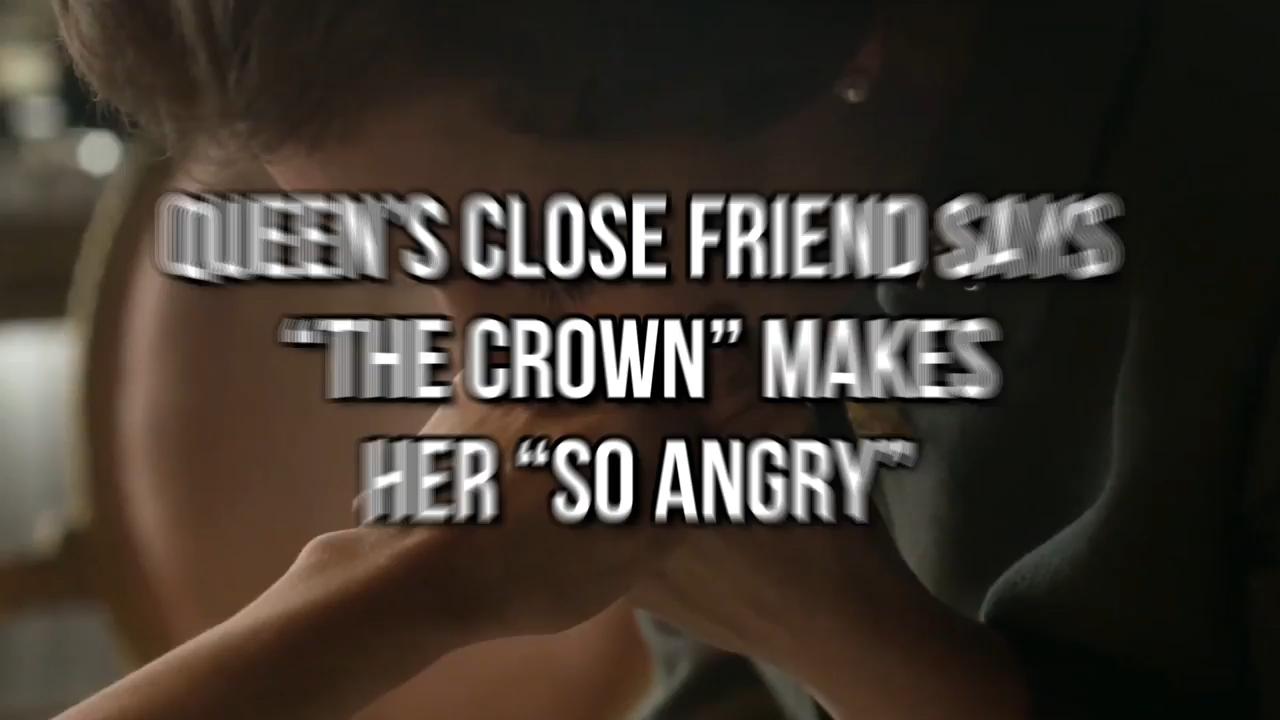 QUEEN'S CLOSE FRIEND SAYS
“THE CROWN” MAKES
HER “SO ANGRY”